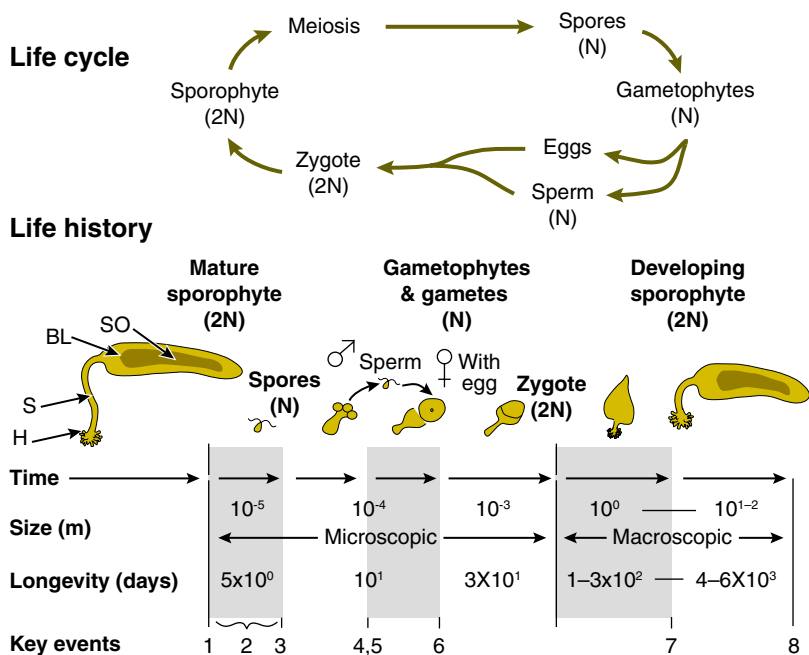 Life cycle
Meiosis
Spores
(N)
Sporophyte
(2N)
Gametophytes
(N)
Zygote
(2N)
Eggs
Sperm
(N)
Life history
Mature
sporophyte
(2N)
Gametophytes
& gametes
(N)
Developing
sporophyte
(2N)
BL
SO
S
H
Spores
(N)
♂
Sperm
♀
With
egg
Zygote
(2N)
Time
Size (m)
10⁻⁵
10⁻⁴
10⁻³
10⁰
10¹⁻²
Microscopic
Macroscopic
Longevity (days)
5x10⁰
10¹
3X10¹
1–3x10²
4–6X10³
Key events
1
2
3
4,5
6
7
8